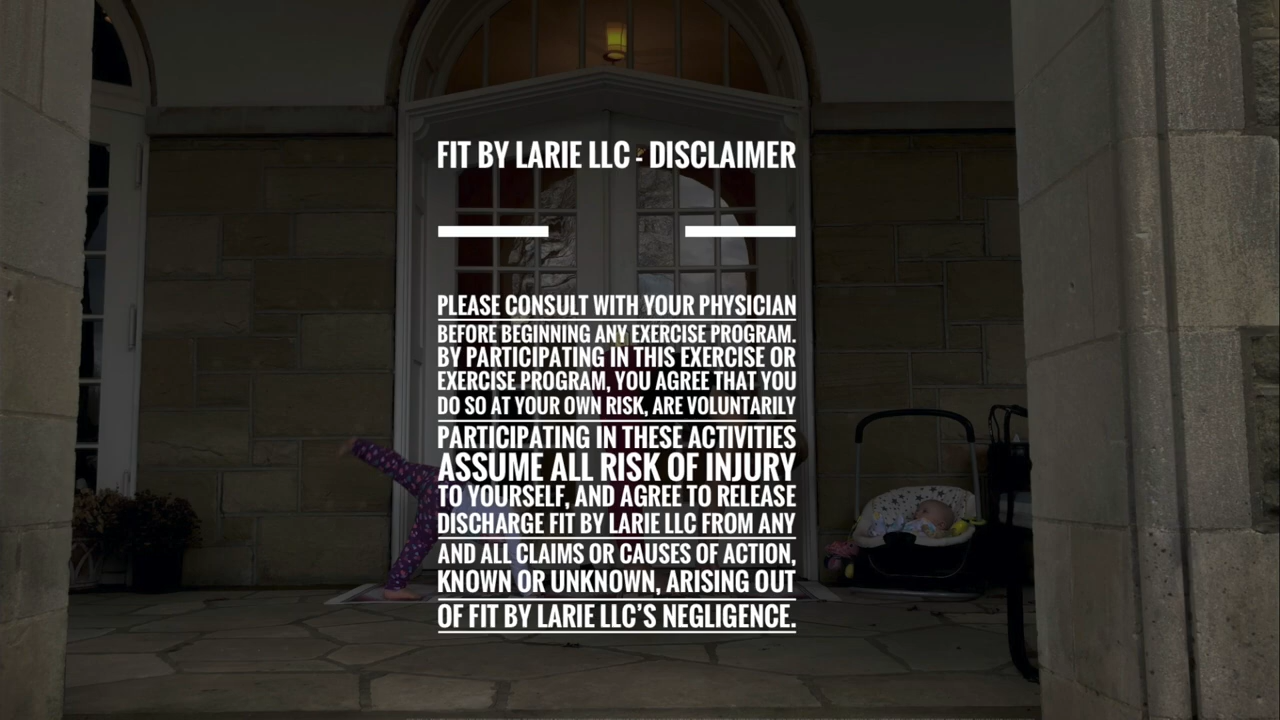 FIT BY LARIE LLC - DISCLAIMER
PLEASE CONSULT WITH YOUR PHYSICIAN
BEFORE BEGINNING ANY EXERCISE PROGRAM.
BY PARTICIPATING IN THIS EXERCISE OR
EXERCISE PROGRAM, YOU AGREE THAT YOU
DO SO AT YOUR OWN RISK, ARE VOLUNTARILY
PARTICIPATING IN THESE ACTIVITIES
ASSUME ALL RISK OF INJURY
TO YOURSELF, AND AGREE TO RELEASE
DISCHARGE FIT BY LARIE LLC FROM ANY
AND ALL CLAIMS OR CAUSES OF ACTION,
KNOWN OR UNKNOWN, ARISING OUT
OF FIT BY LARIE LLC'S NEGLIGENCE.